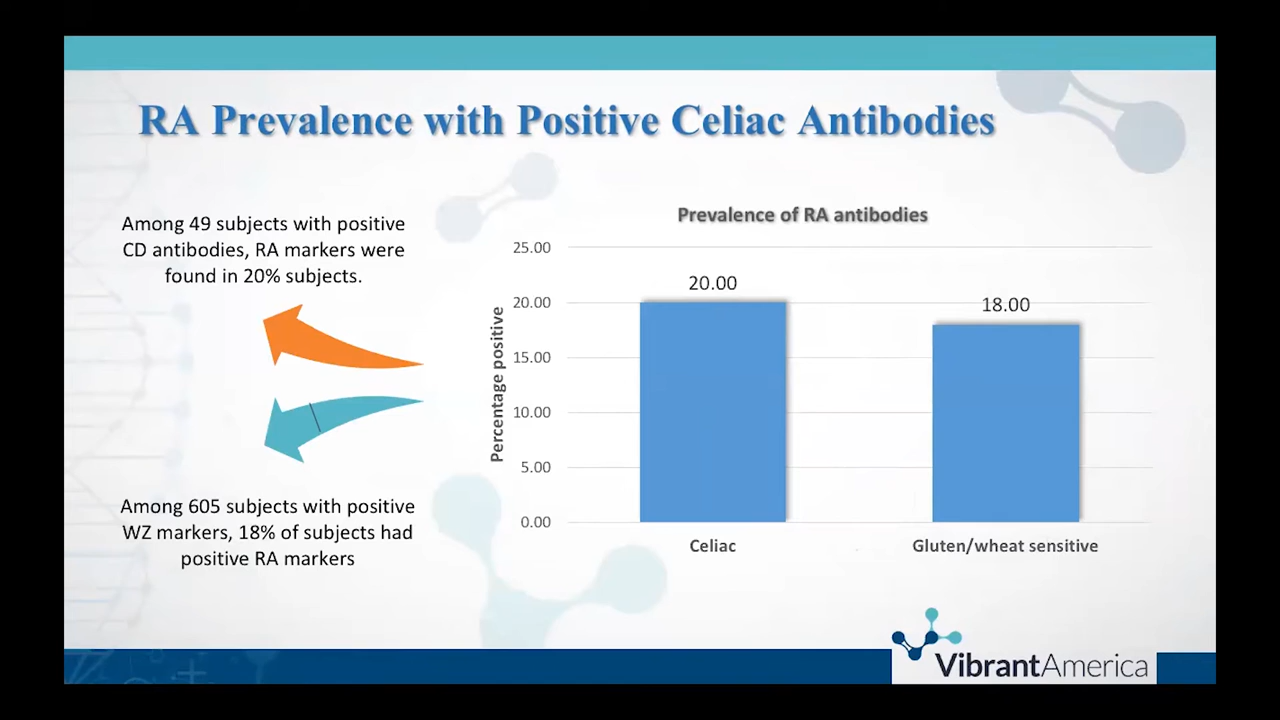 RA Prevalence with Positive Celiac Antibodies
Among 49 subjects with positive
CD antibodies, RA markers were
found in 20% subjects.
Among 605 subjects with positive
WZ markers, 18% of subjects had
positive RA markers
Prevalence of RA antibodies
Percentage positive
25.00
20.00
15.00
10.00
5.00
0.00
20.00
18.00
Celiac
Gluten/wheat sensitive
VibrantAmerica